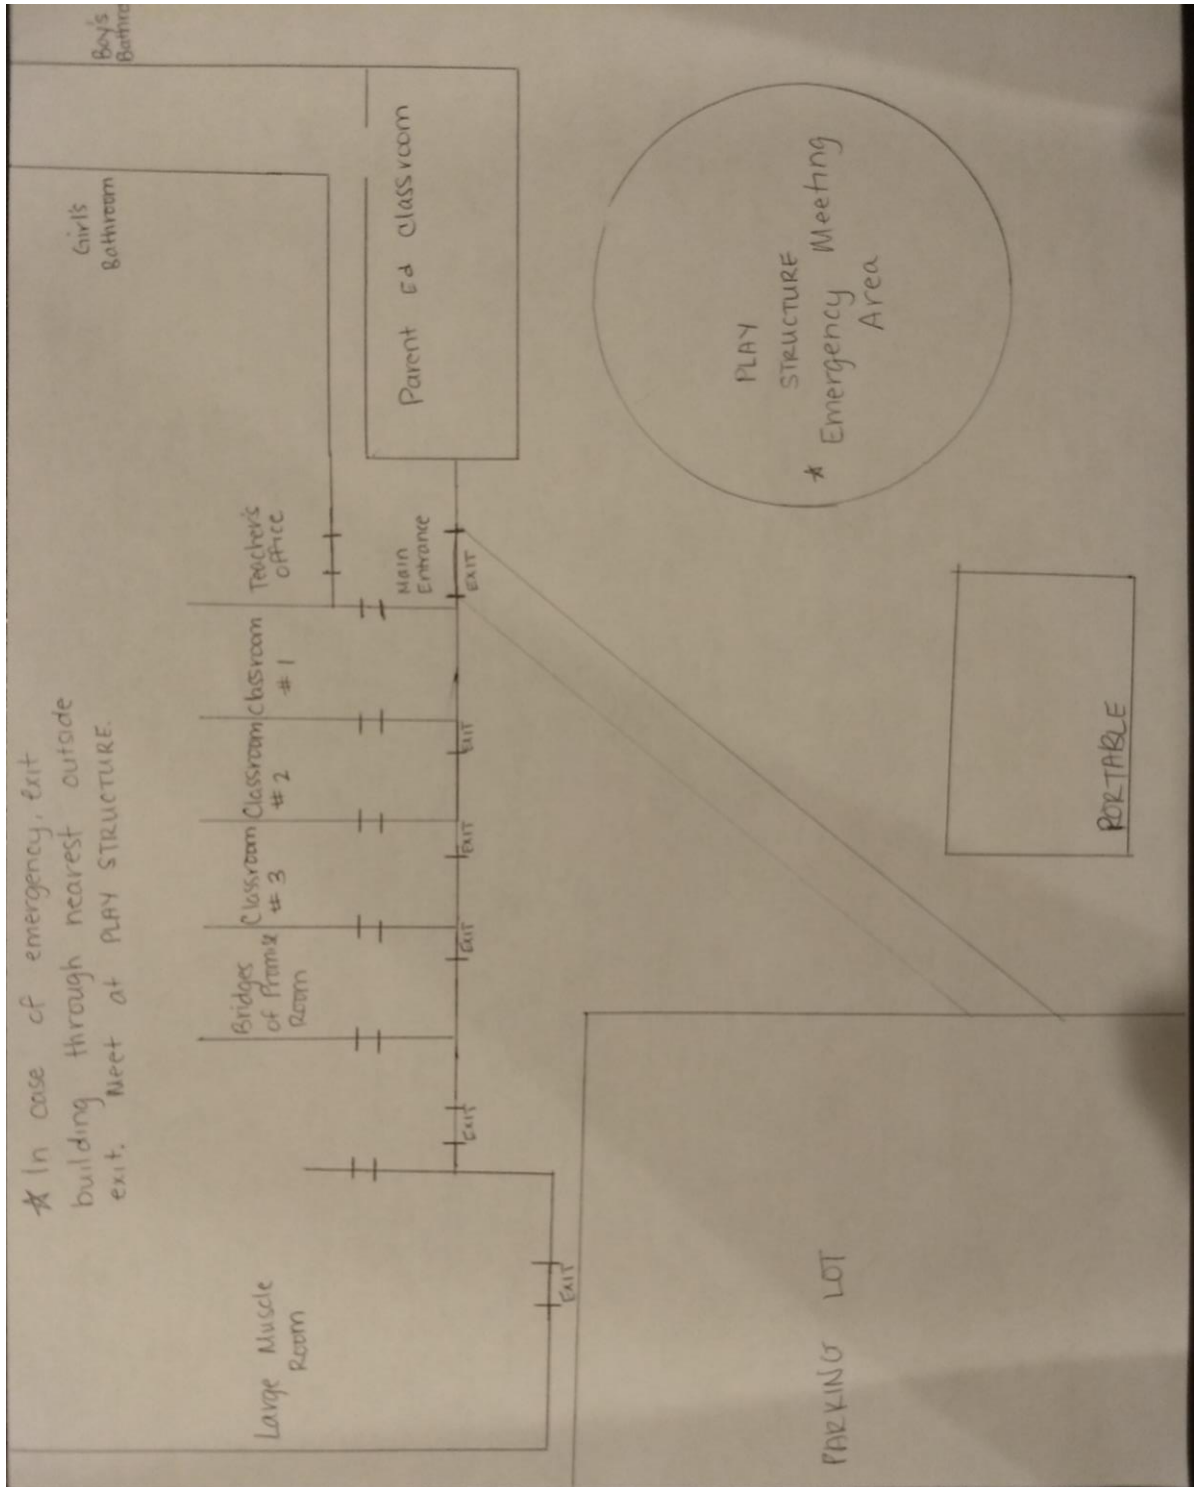 * In case of emergency, exit
building through nearest outside
exit. Meet at PLAY STRUCTURE.
Large Muscle
Room
EXIT
EXIT
Bridges
of Promise
Room
EXIT
Classroom
#3
EXIT
Classroom
#2
EXIT
Classroom
#1
Teacher's
Office
Main
Entrance
EXIT
Girl's
Bathroom
Boy's
Parent Ed Classroom
PLAY
STRUCTURE
* Emergency Meeting
Area
PORTABLE
PARKING LOT